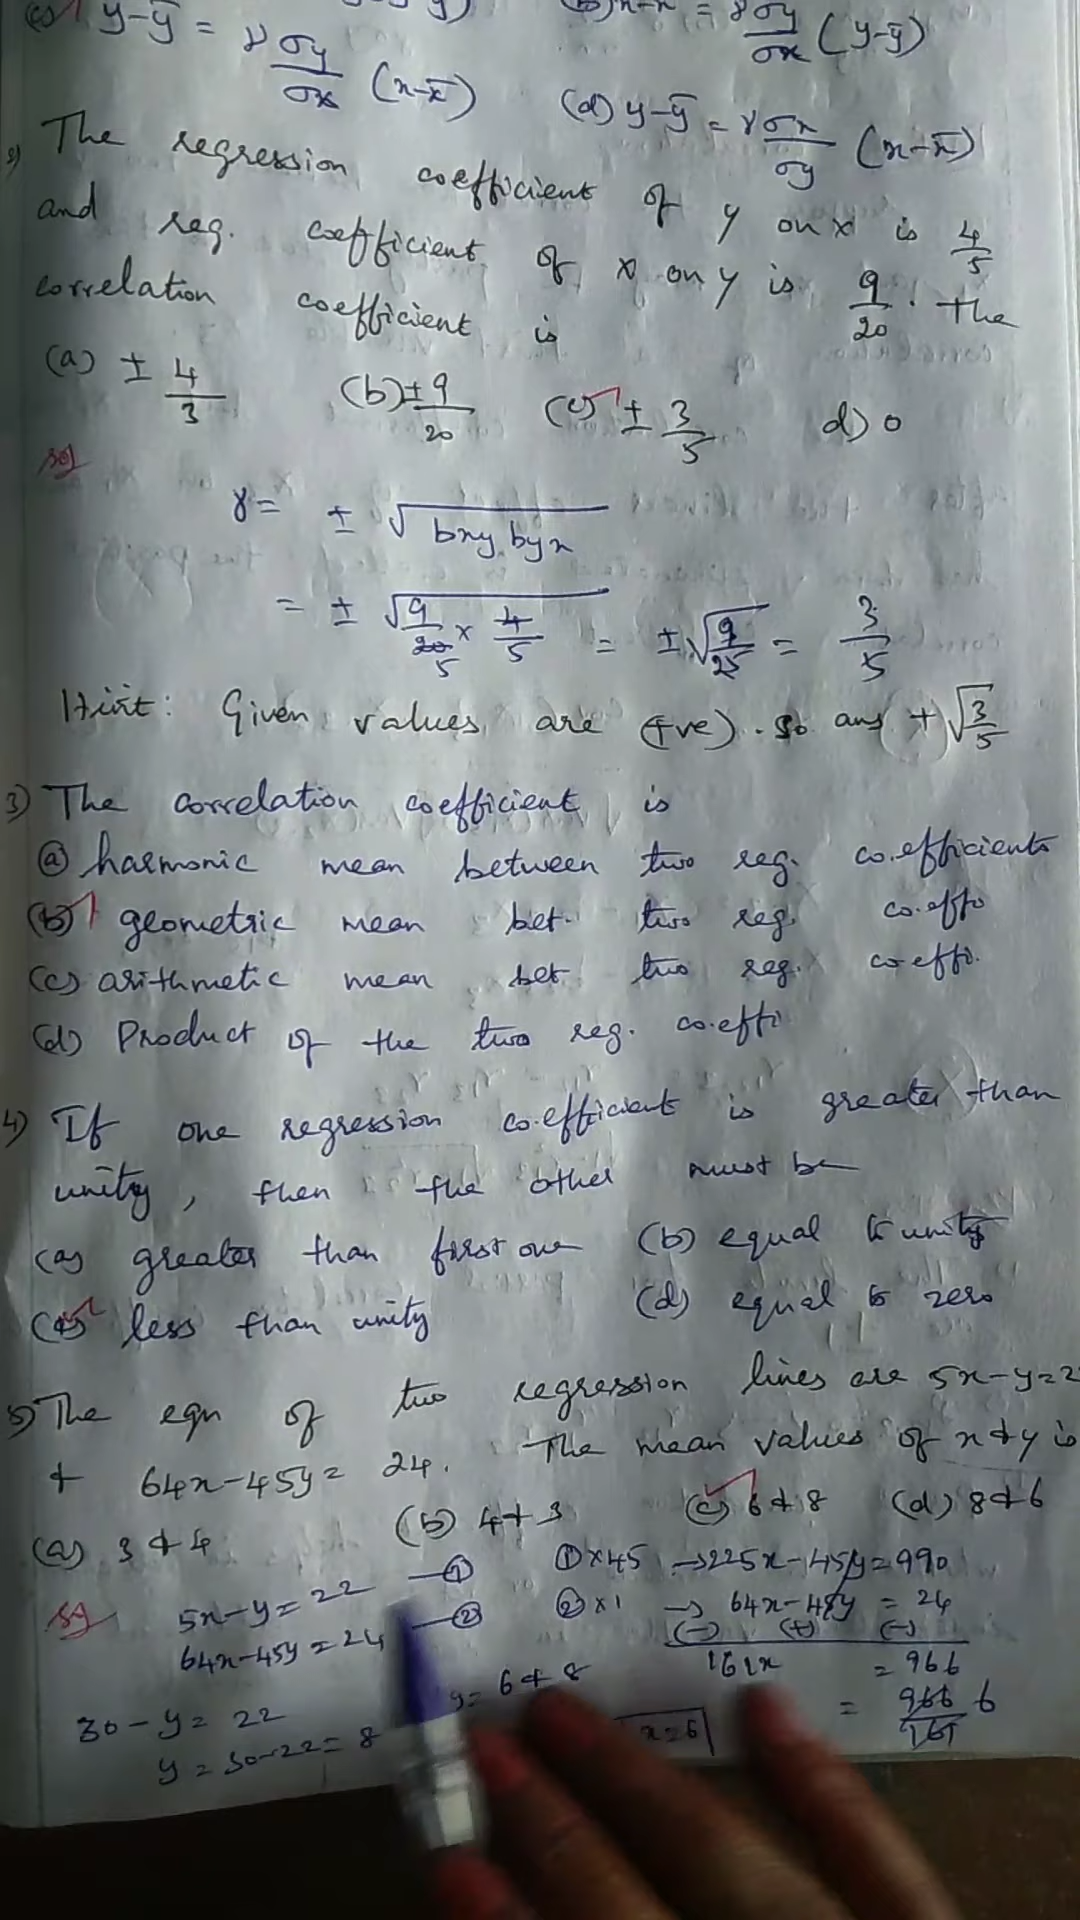 (c) y-ȳ = γ σy/σx (x-x̄)
(b) x-x̄ = γ σy/σx (y-ȳ)
(d) y-ȳ = γ σx/σy (x-x̄)
2) The regression coefficient of y on x is 4/5
and reg. coefficient of x on y is 9/20. the
correlation coefficient is
(a) ± 4/3 (b) ± 9/20 (c) ± 3/5 d) 0
Sol
γ = ± √bxy. byx
= ± √9/20 × 4/5 = ± √9/25 = 3/5
5
Hint: Given values are (+ve). So ans + √3/5
3) The correlation coefficient is
(a) harmonic mean between two reg. co.efficients
(b) geometric mean bet. two reg. co.effo
(c) arithmetic mean bet two reg. coeffi.
(d) Product of the two reg. co.effi
4) If one regression co.efficient is greater than
unity, then the other must be
(a) greater than first one (b) equal to unity
(c) less than unity (d) equal to zero
5) The eqn of two regression lines are 5x-y=2
+ 64x-45y= 24. The mean values of x & y is
(a) 3 & 4 (b) 4 & 3 (c) 6 & 8 (d) 8 & 6
Sol
5x-y=22 —①
64x-45y=24 —②
①×45 → 225x-45y=990
②×1 → 64x-45y = 24
(-) (+) (-)
161x = 966
= 966/161 6
x=6
30-y= 22
y = 30-22= 8
y= 6 & 8